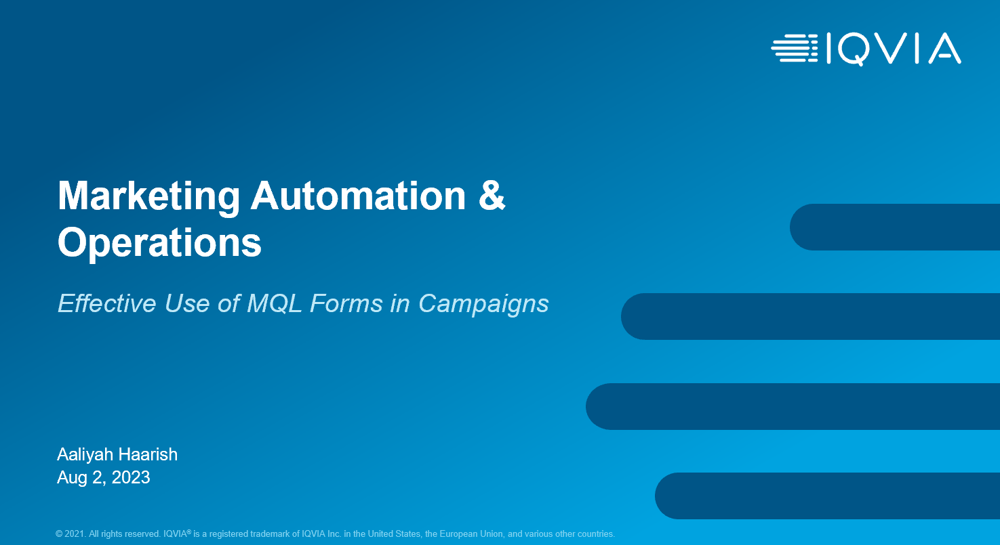 IQVIA
Marketing Automation &
Operations
Effective Use of MQL Forms in Campaigns
Aaliyah Haarish
Aug 2, 2023
© 2021. All rights reserved. IQVIA® is a registered trademark of IQVIA Inc. in the United States, the European Union, and various other countries.